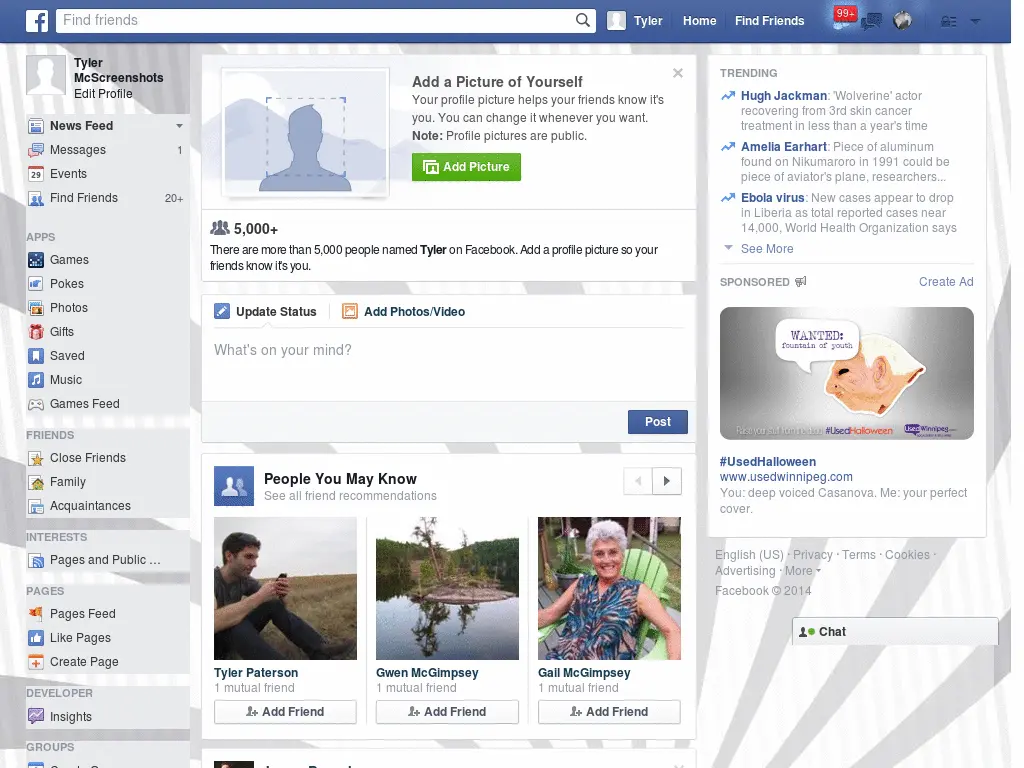 f
Find friends
Tyler
Home
Find Friends
99+
Tyler
McScreenshots
Edit Profile
News Feed
Messages
1
29
Events
Find Friends
20+
APPS
Games
Pokes
Photos
Gifts
Saved
Music
Games Feed
FRIENDS
Close Friends
Family
Acquaintances
INTERESTS
Pages and Public ...
PAGES
Pages Feed
Like Pages
Create Page
DEVELOPER
Insights
GROUPS
Add a Picture of Yourself
Your profile picture helps your friends know it's
you. You can change it whenever you want.
Note: Profile pictures are public.
Add Picture
5,000+
There are more than 5,000 people named Tyler on Facebook. Add a profile picture so your
friends know it's you.
Update Status
Add Photos/Video
What's on your mind?
Post
People You May Know
See all friend recommendations
Tyler Paterson
1 mutual friend
Add Friend
Gwen McGimpsey
1 mutual friend
Add Friend
Gail McGimpsey
1 mutual friend
Add Friend
TRENDING
Hugh Jackman: 'Wolverine' actor
recovering from 3rd skin cancer
treatment in less than a year's time
Amelia Earhart: Piece of aluminum
found on Nikumaroro in 1991 could be
piece of aviator's plane, researchers...
Ebola virus: New cases appear to drop
in Liberia as total reported cases near
14,000, World Health Organization says
See More
SPONSORED
Create Ad
WANTED:
fountain of youth
#UsedHalloween
UsedWinnipeg.com
#UsedHalloween
www.usedwinnipeg.com
You: deep voiced Casanova. Me: your perfect
cover.
English (US) · Privacy · Terms · Cookies ·
Advertising · More
Facebook © 2014
Chat